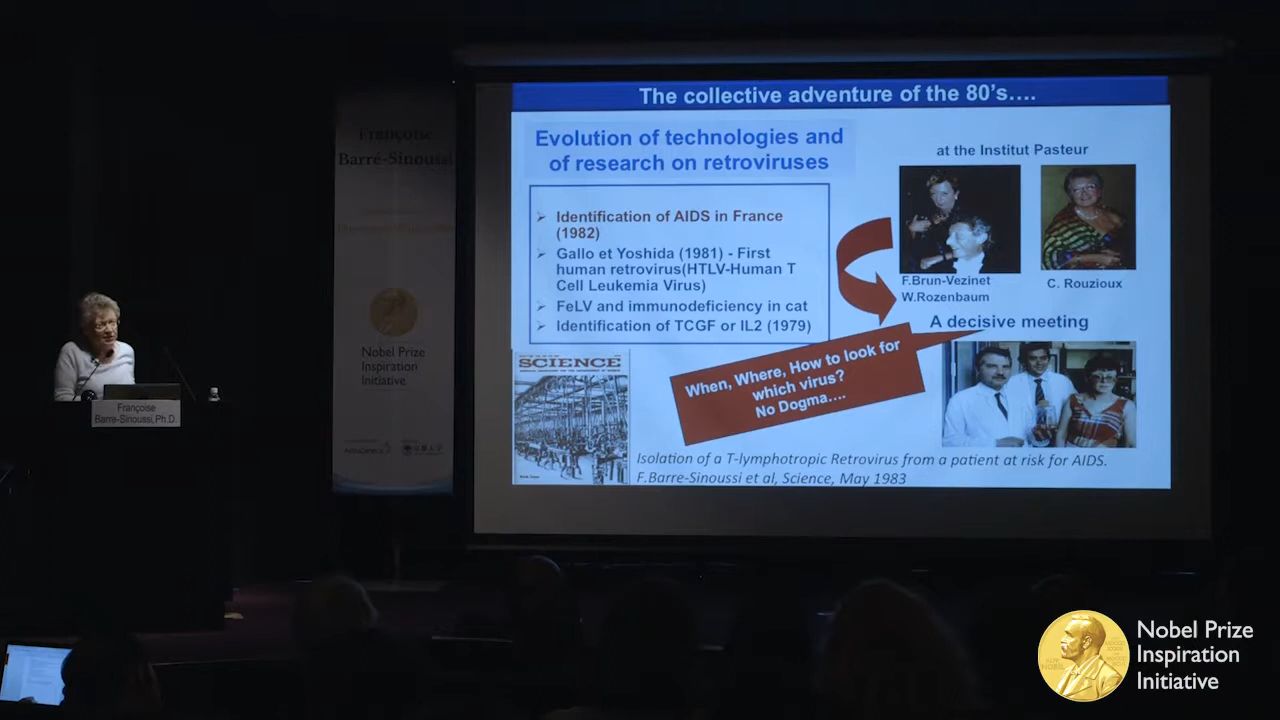 The collective adventure of the 80's....
Evolution of technologies and
of research on retroviruses
➢ Identification of AIDS in France
(1982)
➢ Gallo et Yoshida (1981) - First
human retrovirus(HTLV-Human T
Cell Leukemia Virus)
➢ FeLV and immunodeficiency in cat
➢ Identification of TCGF or IL2 (1979)
at the Institut Pasteur
F.Brun-Vezinet
W.Rozenbaum
C. Rouzioux
A decisive meeting
When, Where, How to look for
which virus?
No Dogma....
SCIENCE
Isolation of a T-lymphotropic Retrovirus from a patient at risk for AIDS.
F.Barre-Sinoussi et al, Science, May 1983
Françoise
Barré-Sinoussi
Nobel Prize
Inspiration
Initiative
AstraZeneca
Françoise
Barré-Sinoussi, Ph.D.
Nobel Prize
Inspiration
Initiative